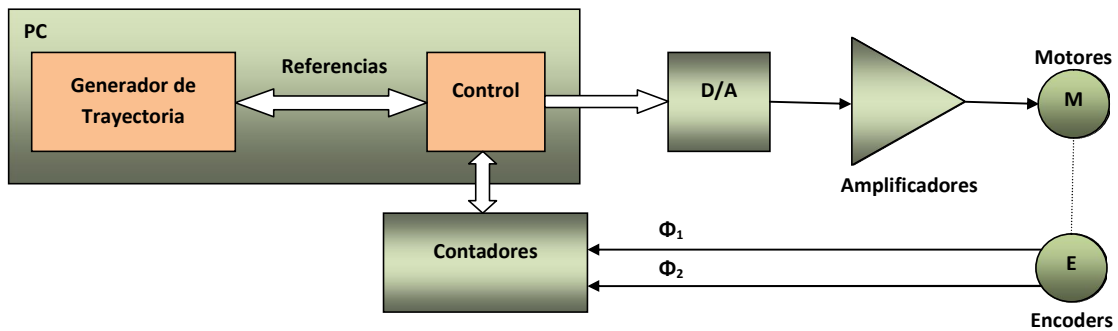 PC
Generador de
Trayectoria
Referencias
Control
D/A
Amplificadores
Motores
M
Contadores
Φ1
Φ2
E
Encoders